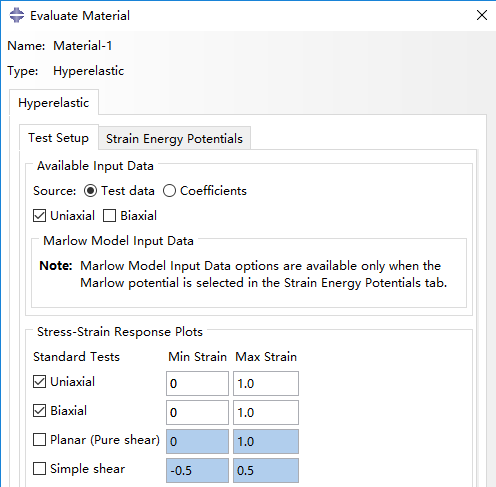 Evaluate Material
Name: Material-1
Type: Hyperelastic
Hyperelastic
Test Setup Strain Energy Potentials
Available Input Data
Source: Test data Coefficients
Uniaxial Biaxial
Marlow Model Input Data
Note: Marlow Model Input Data options are available only when the
Marlow potential is selected in the Strain Energy Potentials tab.
Stress-Strain Response Plots
Standard Tests Min Strain Max Strain
Uniaxial 0 1.0
Biaxial 0 1.0
Planar (Pure shear) 0 1.0
Simple shear -0.5 0.5